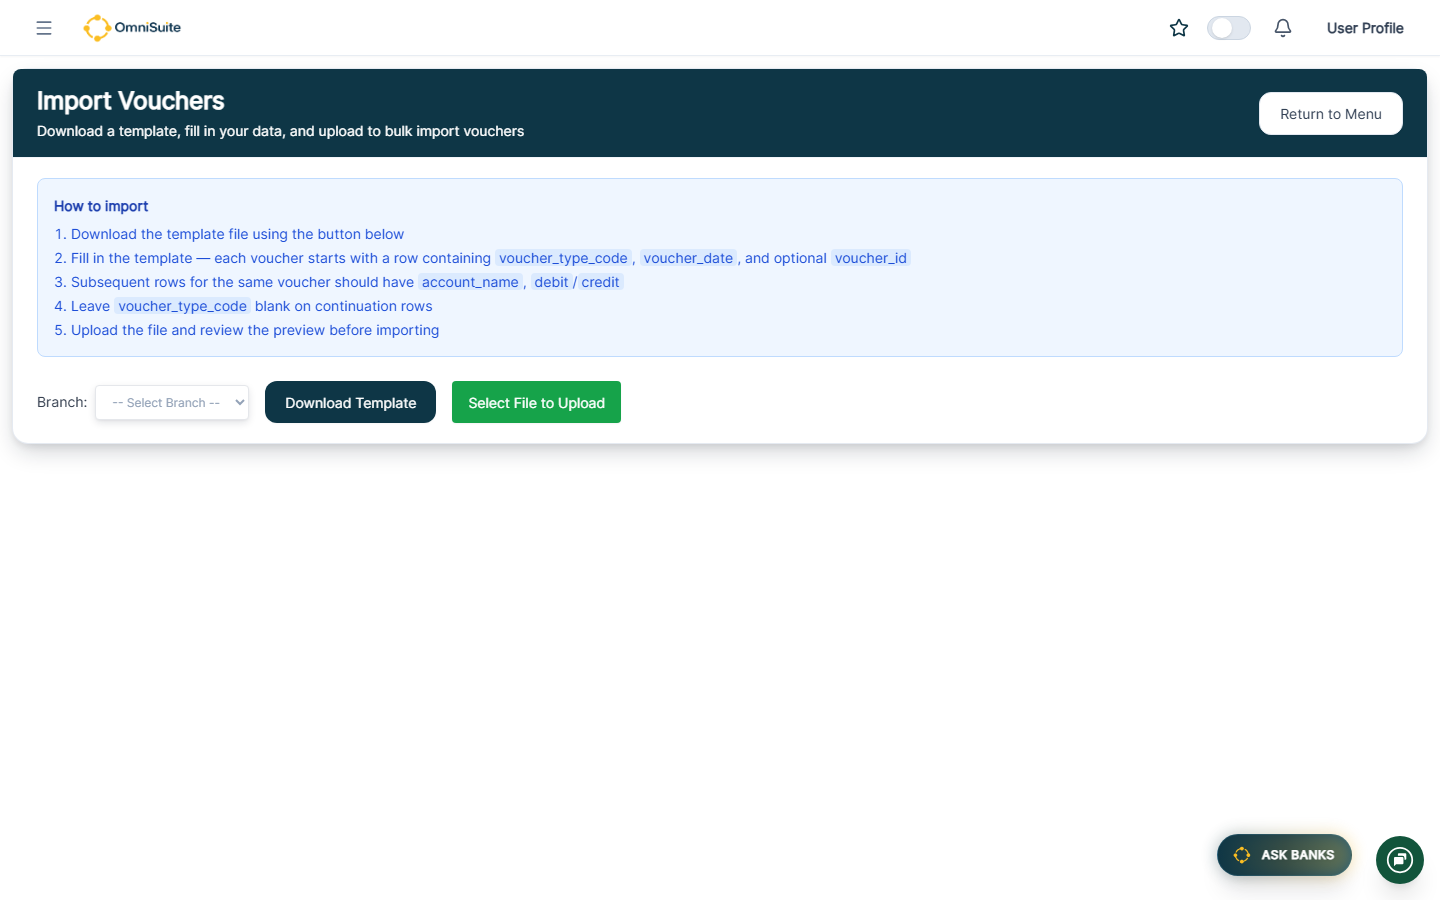 OmniSuite
User Profile
Import Vouchers
Download a template, fill in your data, and upload to bulk import vouchers
Return to Menu
How to import
1. Download the template file using the button below
2. Fill in the template — each voucher starts with a row containing voucher_type_code, voucher_date, and optional voucher_id
3. Subsequent rows for the same voucher should have account_name, debit/credit
4. Leave voucher_type_code blank on continuation rows
5. Upload the file and review the preview before importing
Branch: -- Select Branch -- Download Template Select File to Upload
ASK BANKS